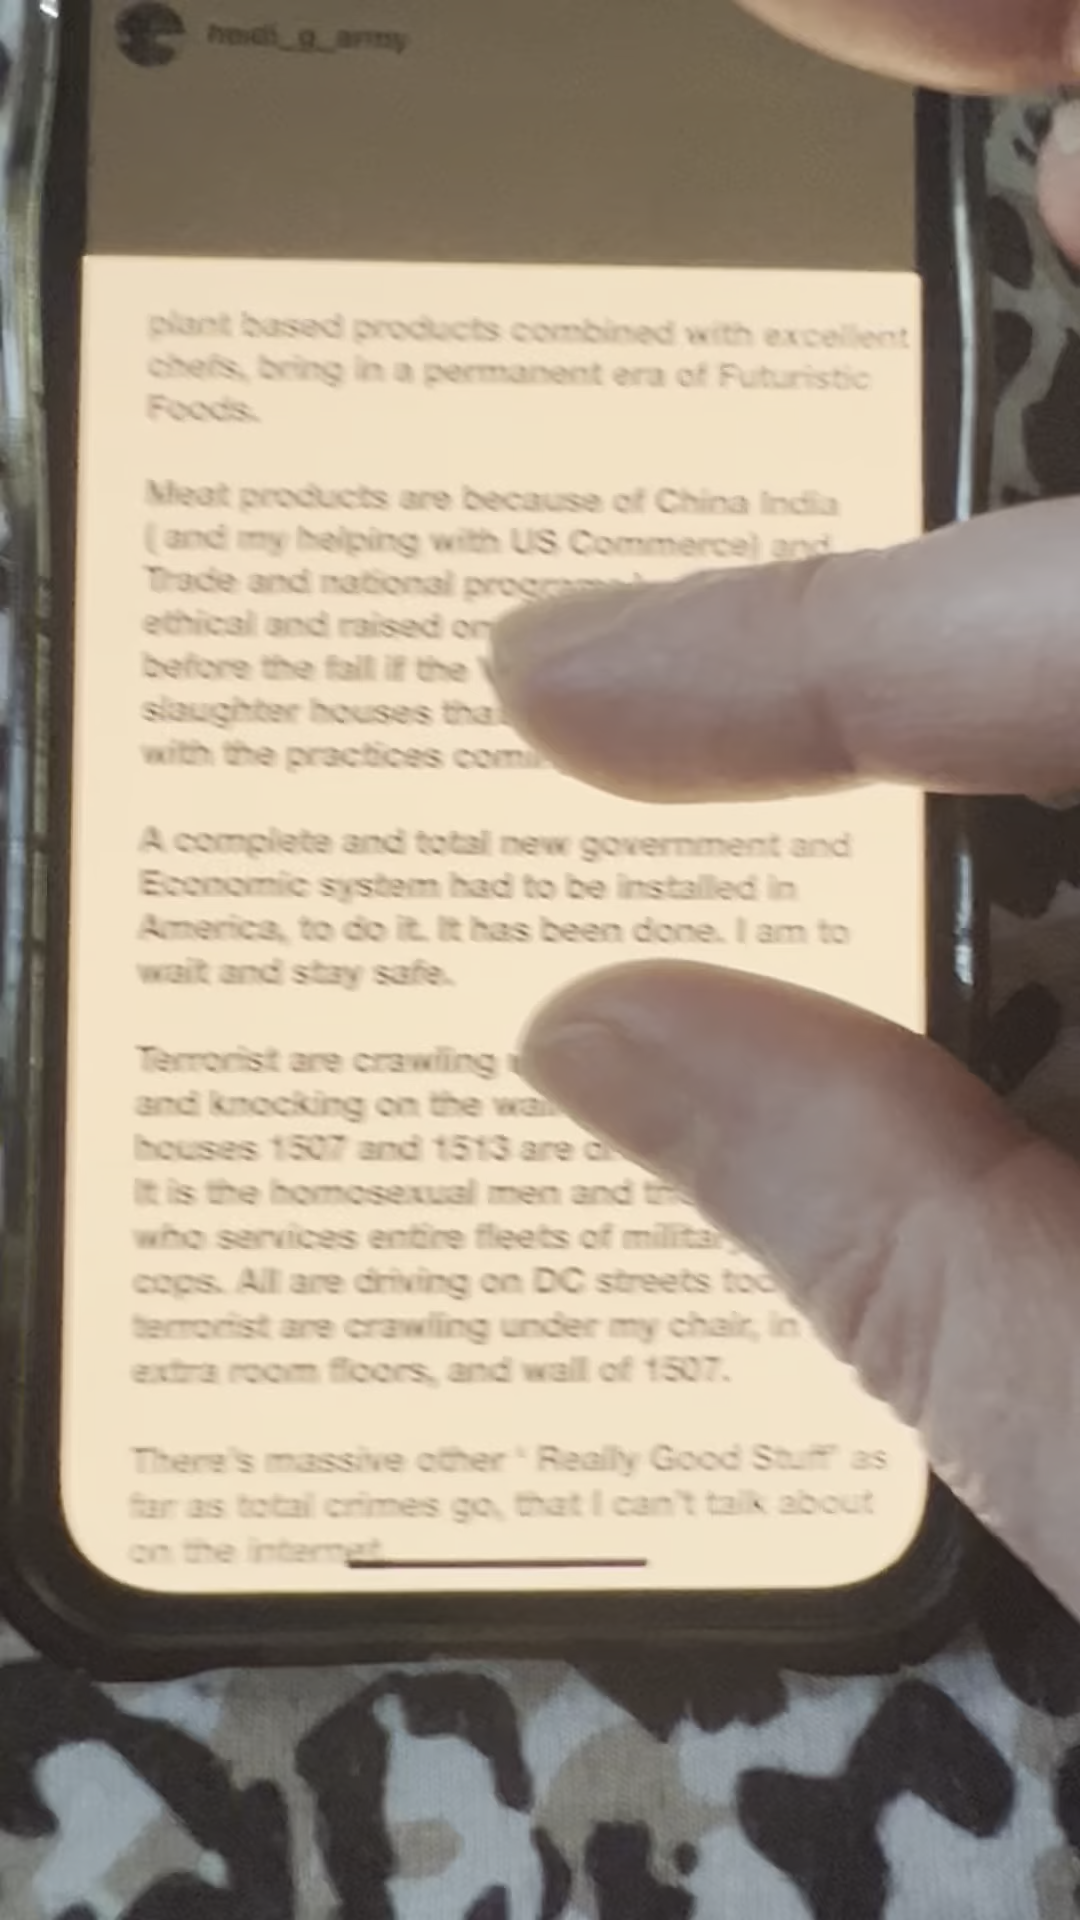 heidi_g_army
plant based products combined with excellent
chefs, bring in a permanent era of Futuristic
Foods.
Meat products are because of China India
( and my helping with US Commerce) and
Trade and national
ethical and raised
before the fall if the
slaughter houses
with the practices
A complete and total new government and
Economic system had to be installed in
America, to do it. It has been done. I am to
wait and stay safe.
Terrorist are crawling
and knocking on the
houses 1507 and 1513 are
It is the homosexual men and
who services entire fleets of
cops. All are driving on DC streets
terrorist are crawling under my chair, in
extra room floors, and wall of 1507.
There's massive other ' Really Good Stuff' as
far as total crimes go, that I can't talk about
on the internet